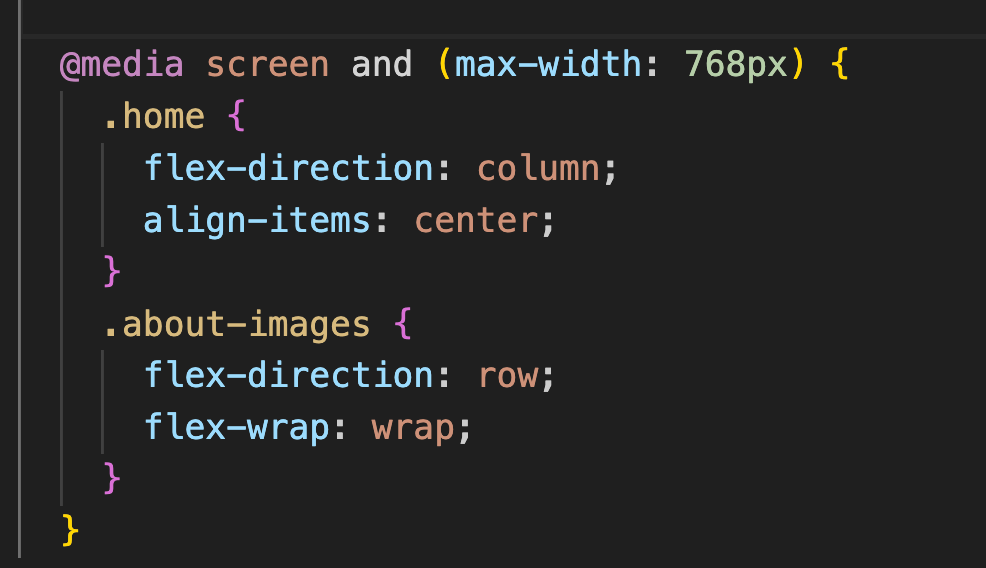 @media screen and (max-width: 768px) {
  .home {
    flex-direction: column;
    align-items: center;
  }
  .about-images {
    flex-direction: row;
    flex-wrap: wrap;
  }
}